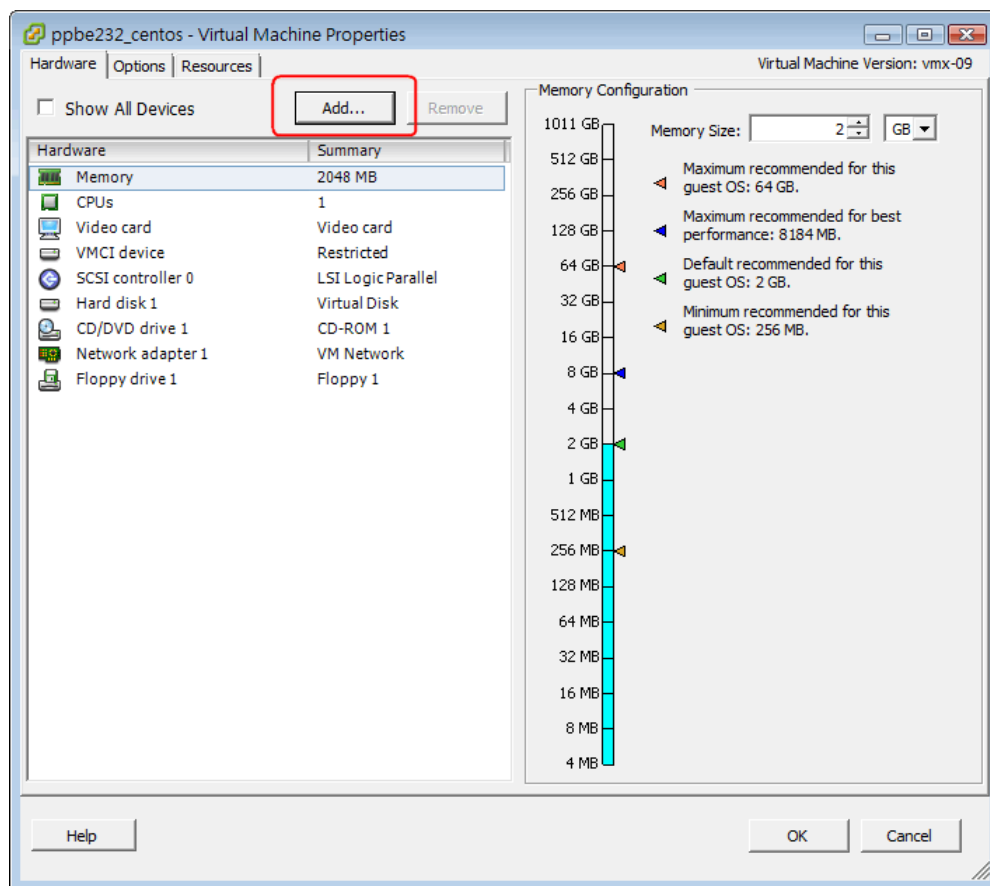 ppbe232_centos - Virtual Machine Properties
Hardware Options Resources Virtual Machine Version: vmx-09
Show All Devices Add... Remove
Hardware Summary
Memory 2048 MB
CPUs 1
Video card Video card
VMCI device Restricted
SCSI controller 0 LSI Logic Parallel
Hard disk 1 Virtual Disk
CD/DVD drive 1 CD-ROM 1
Network adapter 1 VM Network
Floppy drive 1 Floppy 1
Memory Configuration
Memory Size: 2 GB
1011 GB
512 GB
256 GB
128 GB
64 GB
32 GB
16 GB
8 GB
4 GB
2 GB
1 GB
512 MB
256 MB
128 MB
64 MB
32 MB
16 MB
8 MB
4 MB
Maximum recommended for this
guest OS: 64 GB.
Maximum recommended for best
performance: 8184 MB.
Default recommended for this
guest OS: 2 GB.
Minimum recommended for this
guest OS: 256 MB.
Help OK Cancel